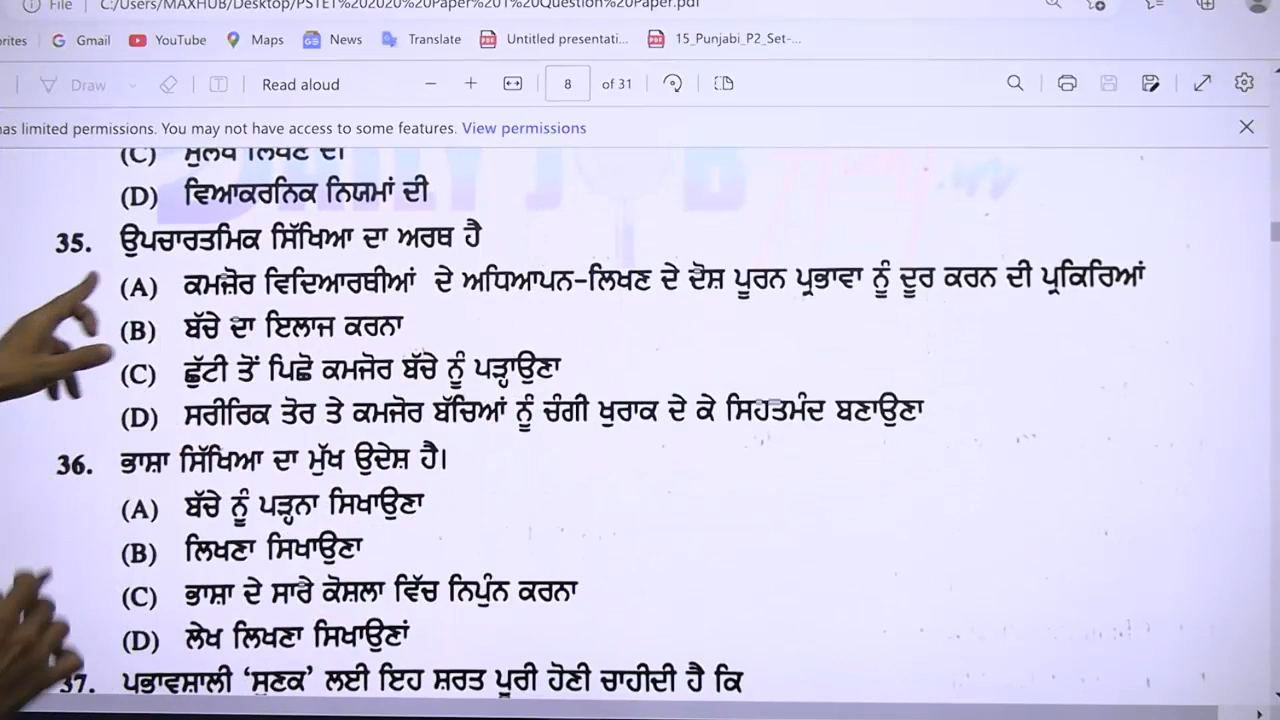 File C:/Users/MAXHUB/Desktop/PSTET%202020%20Paper%201%20Question%20Paper.pdf
rites Gmail YouTube Maps News Translate Untitled presentati... 15_Punjabi_P2_Set-...
Draw Read aloud 8 of 31
has limited permissions. You may not have access to some features. View permissions
(C) ਸੁਲੇਖ ਲਿਖਣ ਦੀ
(D) ਵਿਆਕਰਨਿਕ ਨਿਯਮਾਂ ਦੀ
35. ਉਪਚਾਰਤਮਿਕ ਸਿੱਖਿਆ ਦਾ ਅਰਥ ਹੈ
(A) ਕਮਜ਼ੋਰ ਵਿਦਿਆਰਥੀਆਂ ਦੇ ਅਧਿਆਪਨ-ਲਿਖਣ ਦੇ ਦੋਸ਼ ਪੂਰਨ ਪ੍ਰਭਾਵਾ ਨੂੰ ਦੂਰ ਕਰਨ ਦੀ ਪ੍ਰਕਿਰਿਆਂ
(B) ਬੱਚੇ ਦਾ ਇਲਾਜ ਕਰਨਾ
(C) ਛੁੱਟੀ ਤੋਂ ਪਿਛੋ ਕਮਜੋਰ ਬੱਚੇ ਨੂੰ ਪੜ੍ਹਾਉਣਾ
(D) ਸਰੀਰਿਕ ਤੋਰ ਤੇ ਕਮਜੋਰ ਬੱਚਿਆਂ ਨੂੰ ਚੰਗੀ ਖੁਰਾਕ ਦੇ ਕੇ ਸਿਹਤਮੰਦ ਬਣਾਉਣਾ
36. ਭਾਸ਼ਾ ਸਿੱਖਿਆ ਦਾ ਮੁੱਖ ਉਦੇਸ਼ ਹੈ।
(A) ਬੱਚੇ ਨੂੰ ਪੜ੍ਹਨਾ ਸਿਖਾਉਣਾ
(B) ਲਿਖਣਾ ਸਿਖਾਉਣਾ
(C) ਭਾਸ਼ਾ ਦੇ ਸਾਰੇ ਕੋਸ਼ਲਾ ਵਿੱਚ ਨਿਪੁੰਨ ਕਰਨਾ
(D) ਲੇਖ ਲਿਖਣਾ ਸਿਖਾਉਣਾਂ
37. ਪ੍ਰਭਾਵਸ਼ਾਲੀ ‘ਸੁਣਕ’ ਲਈ ਇਹ ਸ਼ਰਤ ਪੂਰੀ ਹੋਣੀ ਚਾਹੀਦੀ ਹੈ ਕਿ